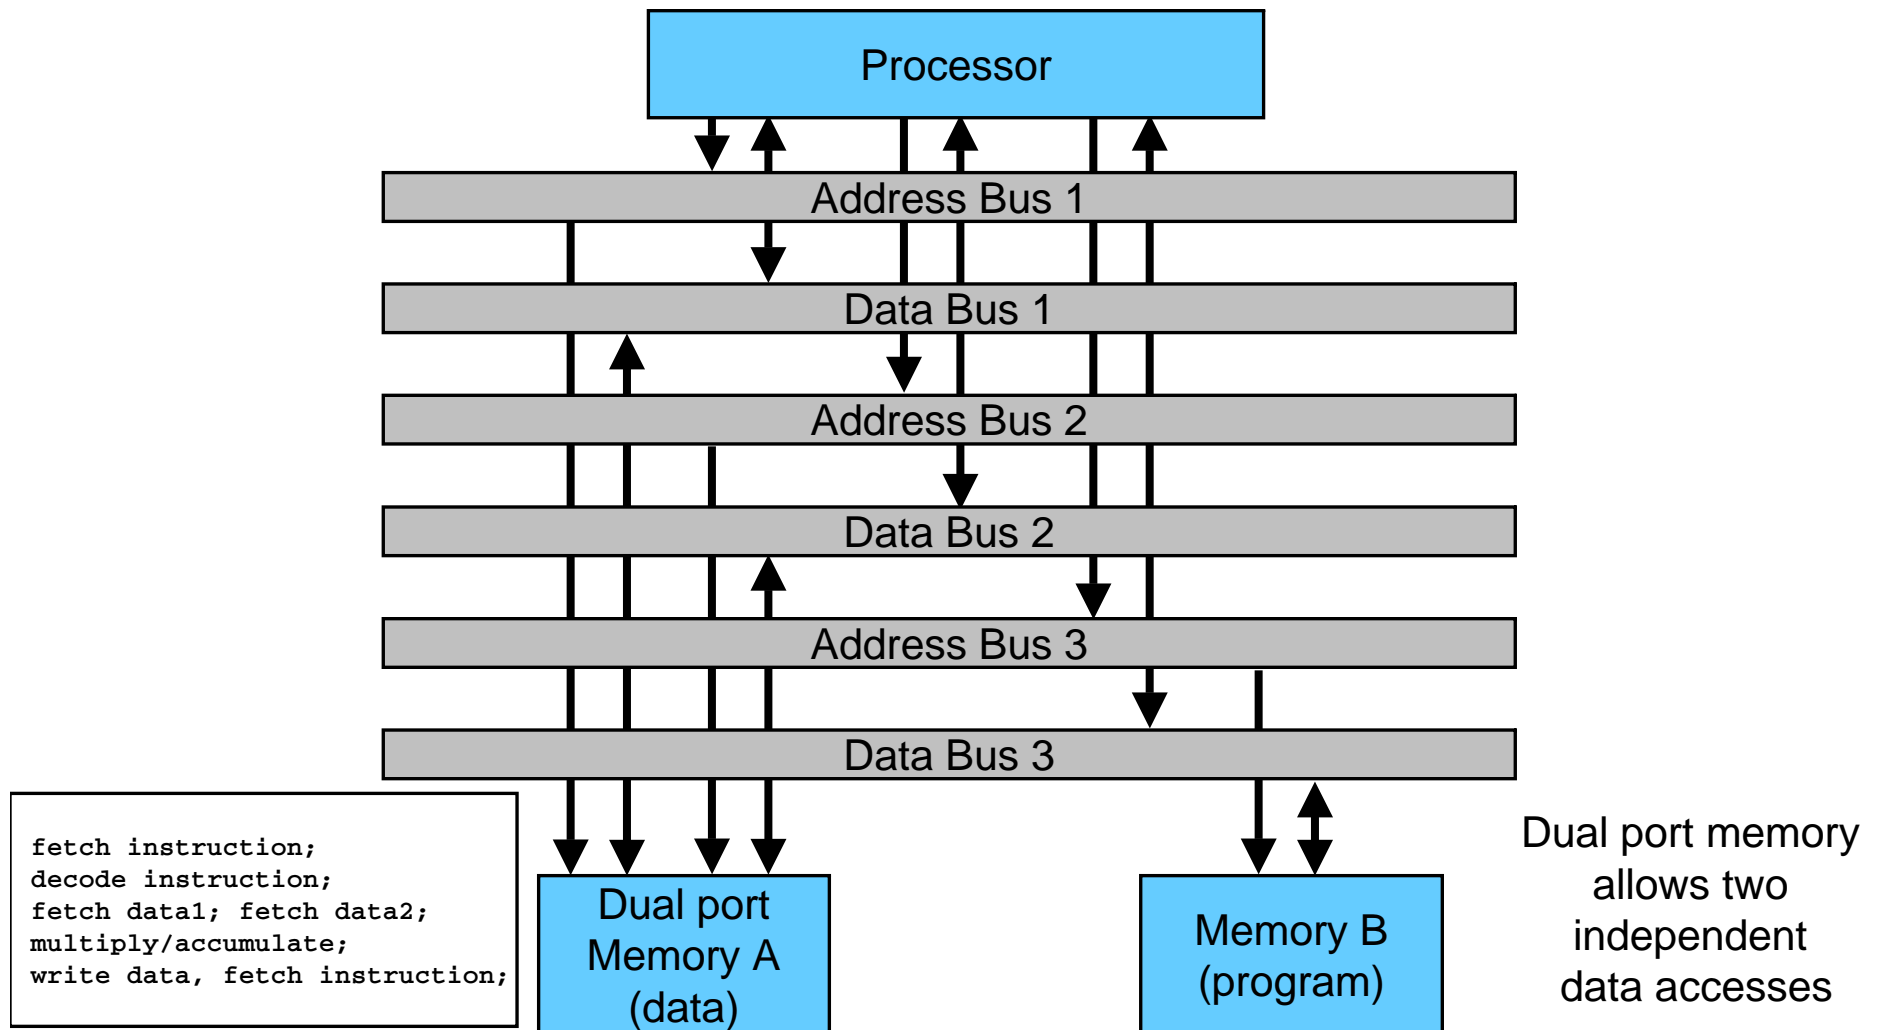 Processor
Address Bus 1
Data Bus 1
Address Bus 2
Data Bus 2
Address Bus 3
Data Bus 3
fetch instruction;
decode instruction;
fetch data1; fetch data2;
multiply/accumulate;
write data, fetch instruction;
Dual port
Memory A
(data)
Memory B
(program)
Dual port memory
allows two
independent
data accesses